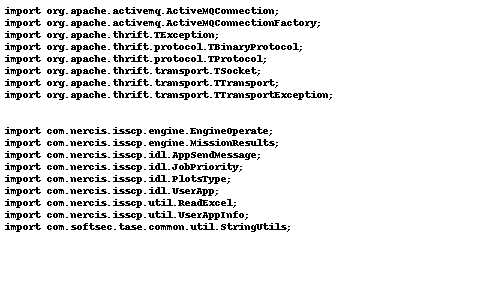 import org.apache.activemq.ActiveMQConnection;
import org.apache.activemq.ActiveMQConnectionFactory;
import org.apache.thrift.TException;
import org.apache.thrift.protocol.TBinaryProtocol;
import org.apache.thrift.protocol.TProtocol;
import org.apache.thrift.transport.TSocket;
import org.apache.thrift.transport.TTransport;
import org.apache.thrift.transport.TTransportException;
import com.nercis.isscp.engine.EngineOperate;
import com.nercis.isscp.engine.MissionResults;
import com.nercis.isscp.idl.AppSendMessage;
import com.nercis.isscp.idl.JobPriority;
import com.nercis.isscp.idl.PlotsType;
import com.nercis.isscp.idl.UserApp;
import com.nercis.isscp.util.ReadExcel;
import com.nercis.isscp.util.UserAppInfo;
import com.softsec.tase.common.util.StringUtils;